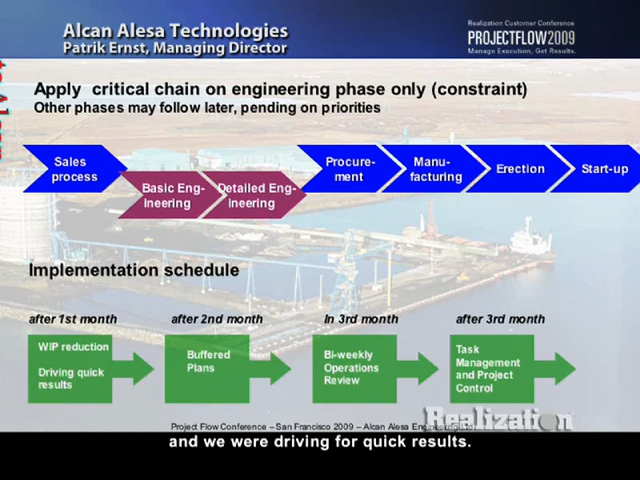 Alcan Alesa Technologies
Patrik Ernst, Managing Director
Realization Customer Conference
PROJECTFLOW2009
Manage Execution, Get Results.
Apply critical chain on engineering phase only (constraint)
Other phases may follow later, pending on priorities
Sales
process
Basic Eng-
ineering
Detailed Eng-
ineering
Procure-
ment
Manu-
facturing
Erection
Start-up
Implementation schedule
after 1st month
after 2nd month
In 3rd month
after 3rd month
WIP reduction
Driving quick
results
Buffered
Plans
Bi-weekly
Operations
Review
Task
Management
and Project
Control
Project Flow Conference – San Francisco 2009 – Alcan Alesa
Realization
and we were driving for quick results.